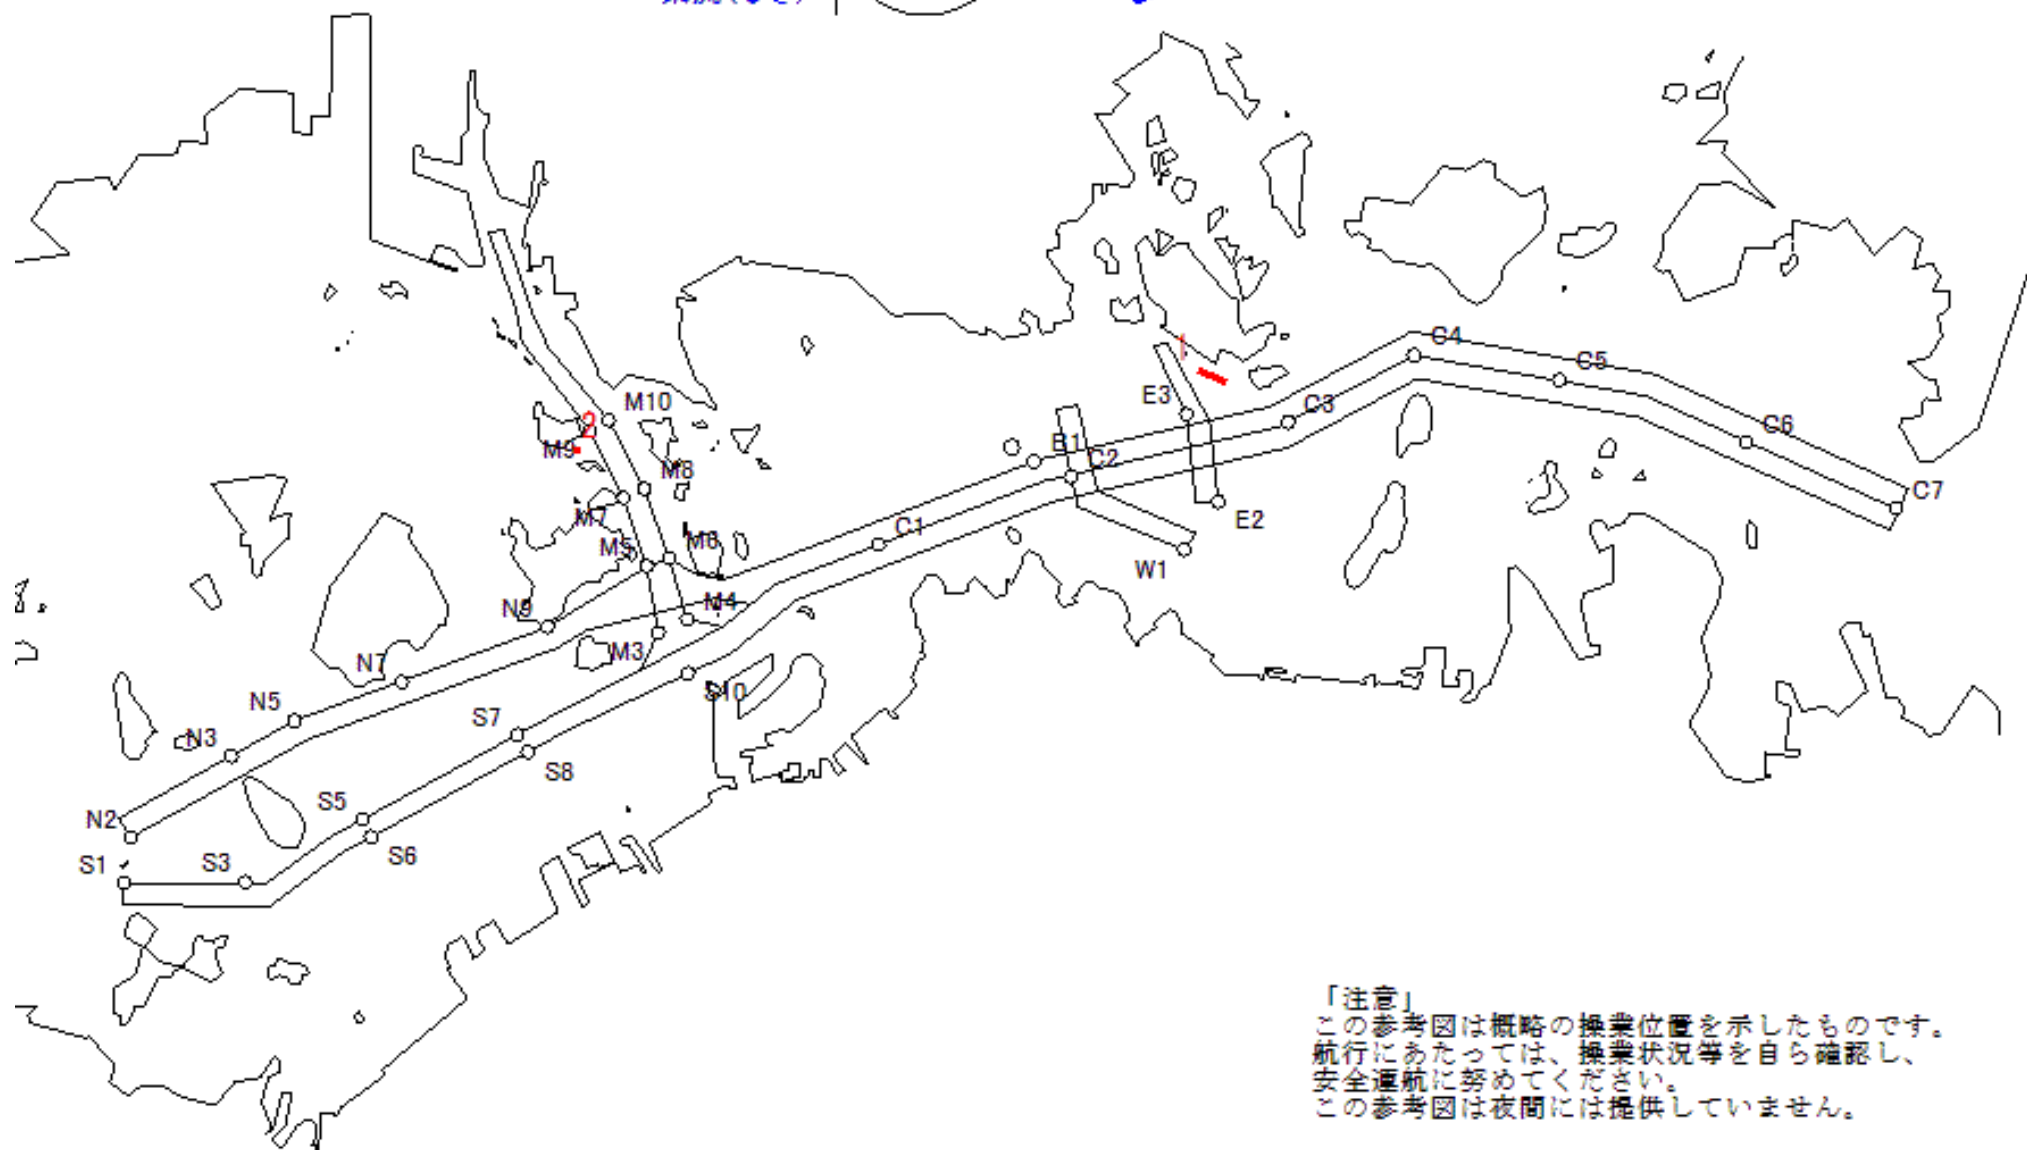 C4
C5
E3
M10
C3
C6
2
M9
B1
C2
M8
C7
M7
E2
C1
M5
M6
W1
N9
M4
M3
N7
S10
N5
S7
N3
S8
S5
N2
S6
S1
S3
「注意」
この参考図は概略の操業位置を示したものです。
航行にあたっては、操業状況等を自ら確認し、
安全運航に努めてください。
この参考図は夜間には提供していません。